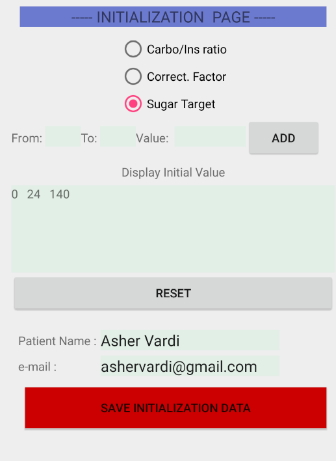 ----- INITIALIZATION PAGE -----
Carbo/Ins ratio
Correct. Factor
Sugar Target
From: To: Value: ADD
Display Initial Value
0 24 140
RESET
Patient Name : Asher Vardi
e-mail : ashervardi@gmail.com
SAVE INITIALIZATION DATA